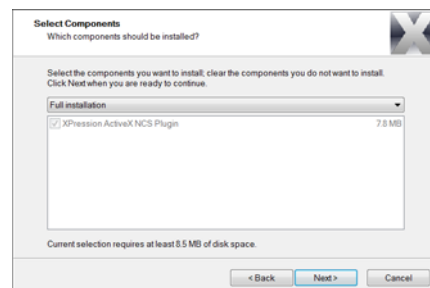 Select Components
Which components should be installed?
Select the components you want to install; clear the components you do not want to install.
Click Next when you are ready to continue.
Full installation
XPression ActiveX NCS Plugin 7.8 MB
Current selection requires at least 8.5 MB of disk space.
< Back Next > Cancel